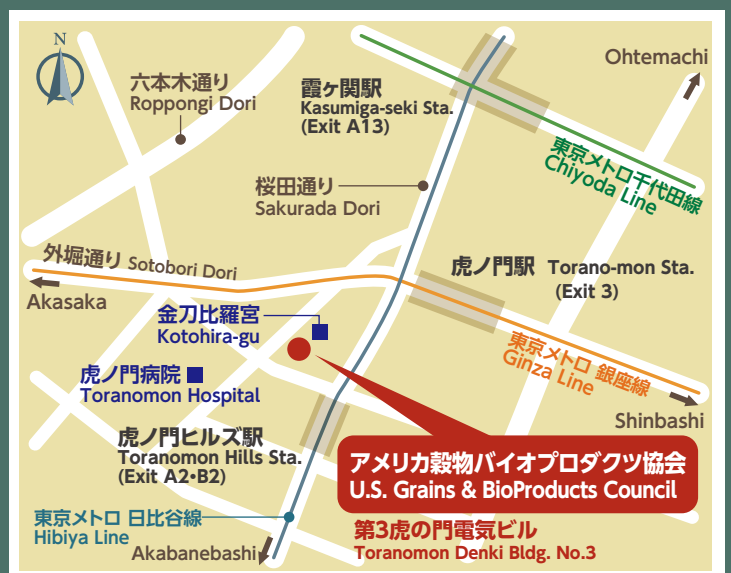 N
六本木通り
Roppongi Dori
霞ヶ関駅
Kasumiga-seki Sta.
(Exit A13)
Ohtemachi
東京メトロ千代田線
Chiyoda Line
桜田通り
Sakurada Dori
外堀通り Sotobori Dori
虎ノ門駅 Torano-mon Sta.
(Exit 3)
Akasaka
金刀比羅宮
Kotohira-gu
東京メトロ 銀座線
Ginza Line
虎ノ門病院
Toranomon Hospital
Shinbashi
虎ノ門ヒルズ駅
Toranomon Hills Sta.
(Exit A2•B2)
アメリカ穀物バイオプロダクツ協会
U.S. Grains & BioProducts Council
東京メトロ 日比谷線
Hibiya Line
第3虎の門電気ビル
Toranomon Denki Bldg. No.3
Akabanebashi